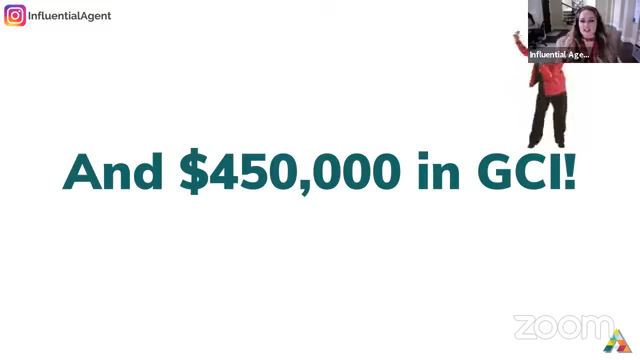 InfluentialAgent
Influential Age...
And $450,000 in GCI!
zoom